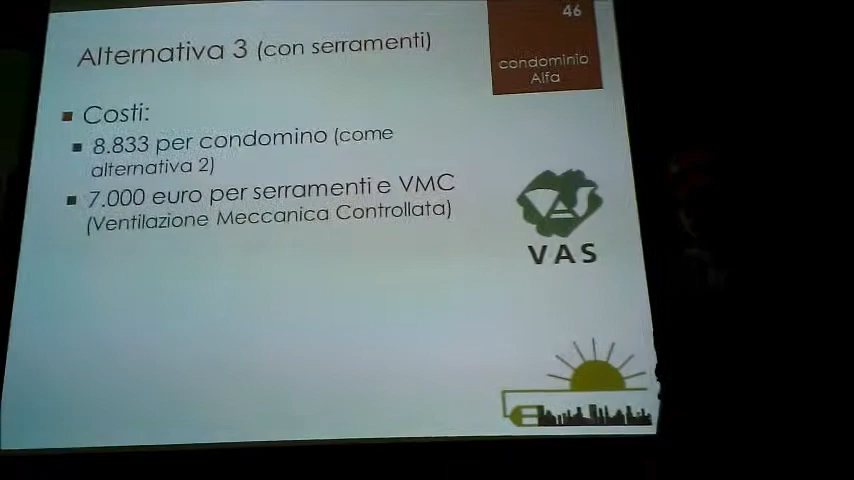 46
condominio
Alfa
Alternativa 3 (con serramenti)
Costi:
8.833 per condomino (come
alternativa 2)
7.000 euro per serramenti e VMC
(Ventilazione Meccanica Controllata)
VAS
VAS